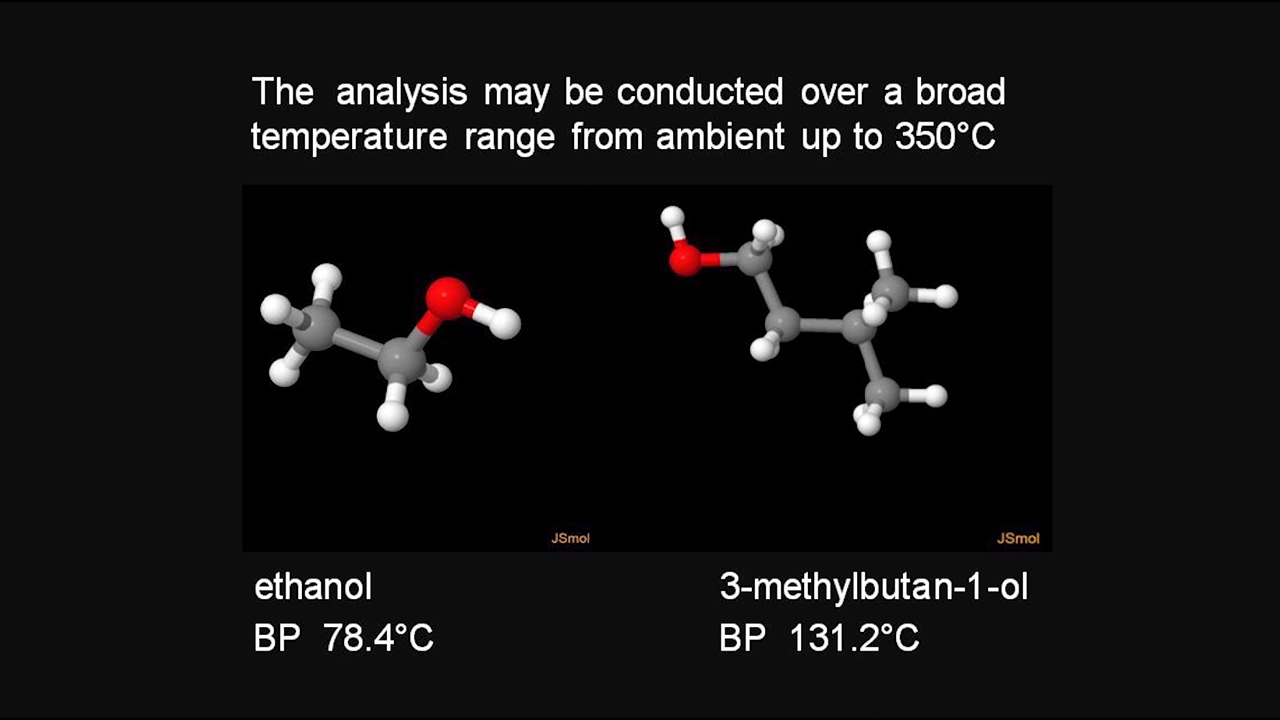 The analysis may be conducted over a broad
temperature range from ambient up to 350°C
JSmol
JSmol
ethanol
3-methylbutan-1-ol
BP 78.4°C
BP 131.2°C